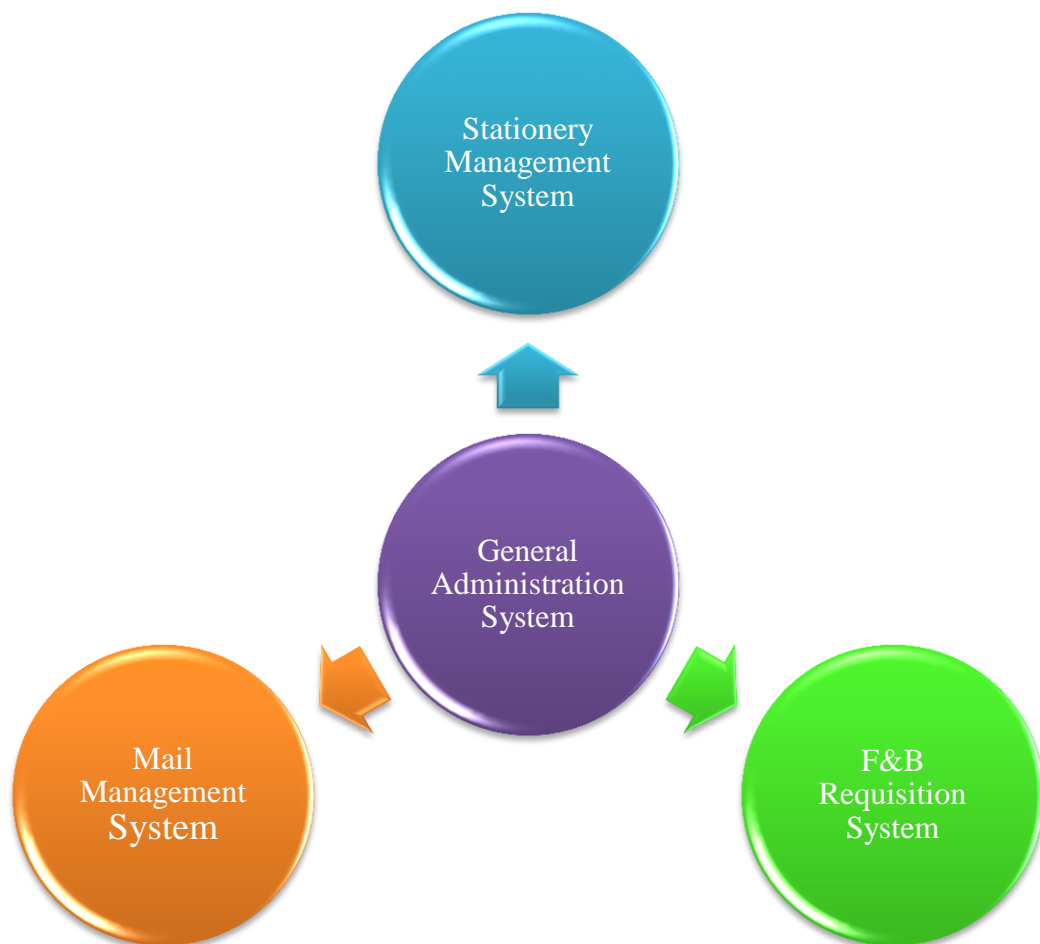 Stationery
Management
System
General
Administration
System
Mail
Management
System
F&B
Requisition
System